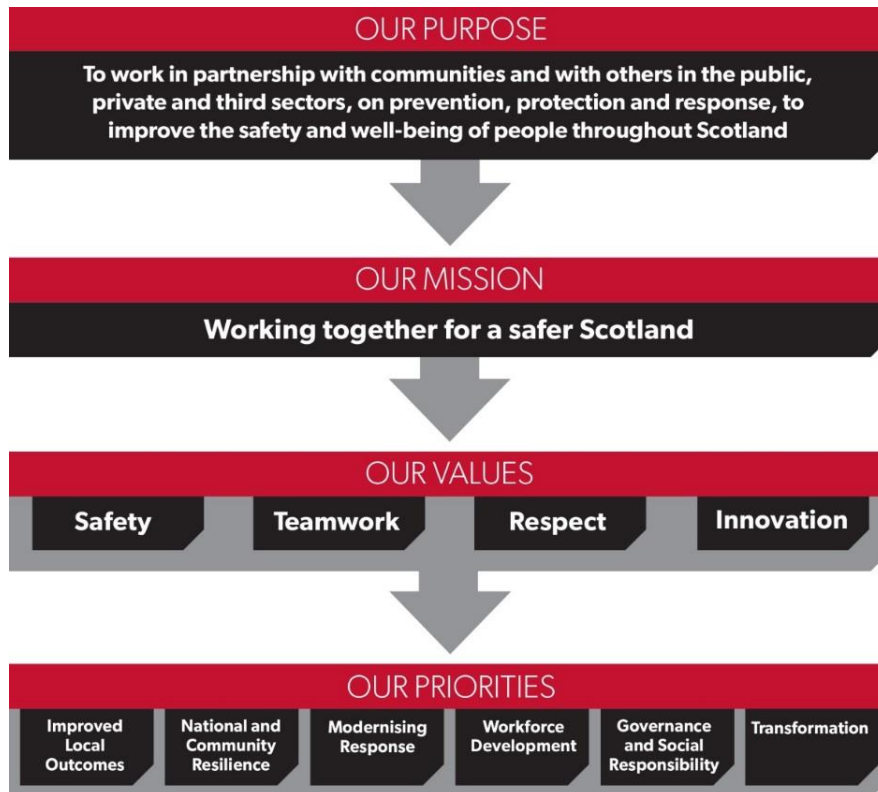 OUR PURPOSE
To work in partnership with communities and with others in the public,
private and third sectors, on prevention, protection and response, to
improve the safety and well-being of people throughout Scotland
OUR MISSION
Working together for a safer Scotland
OUR VALUES
Safety
Teamwork
Respect
Innovation
OUR PRIORITIES
Improved
Local
Outcomes
National and
Community
Resilience
Modernising
Response
Workforce
Development
Governance
and Social
Responsibility
Transformation